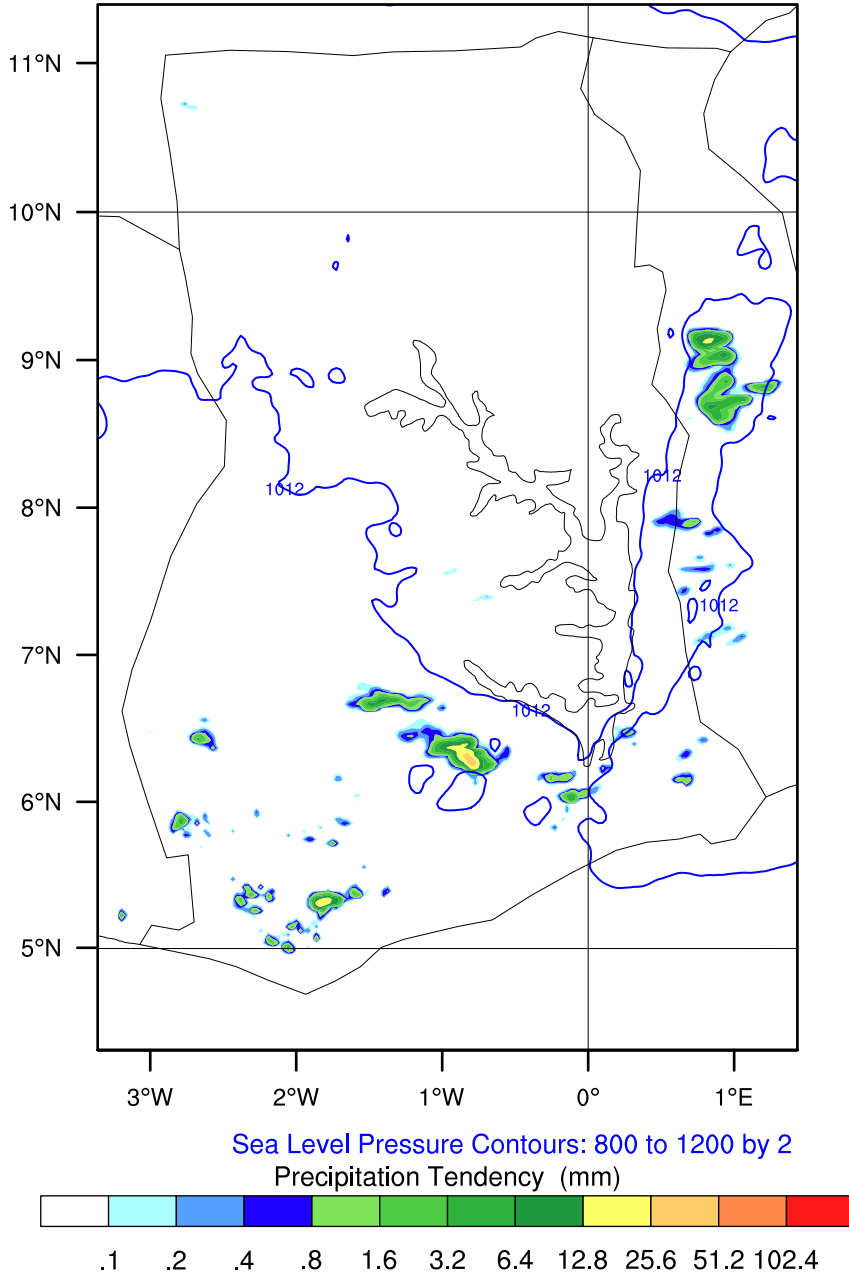 11°N
10°N
9°N
1012
8°N
1012
1012
7°N
1012
6°N
5°N
3°W 2°W 1°W 0° 1°E
Sea Level Pressure Contours: 800 to 1200 by 2
Precipitation Tendency (mm)
.1 .2 .4 .8 1.6 3.2 6.4 12.8 25.6 51.2 102.4